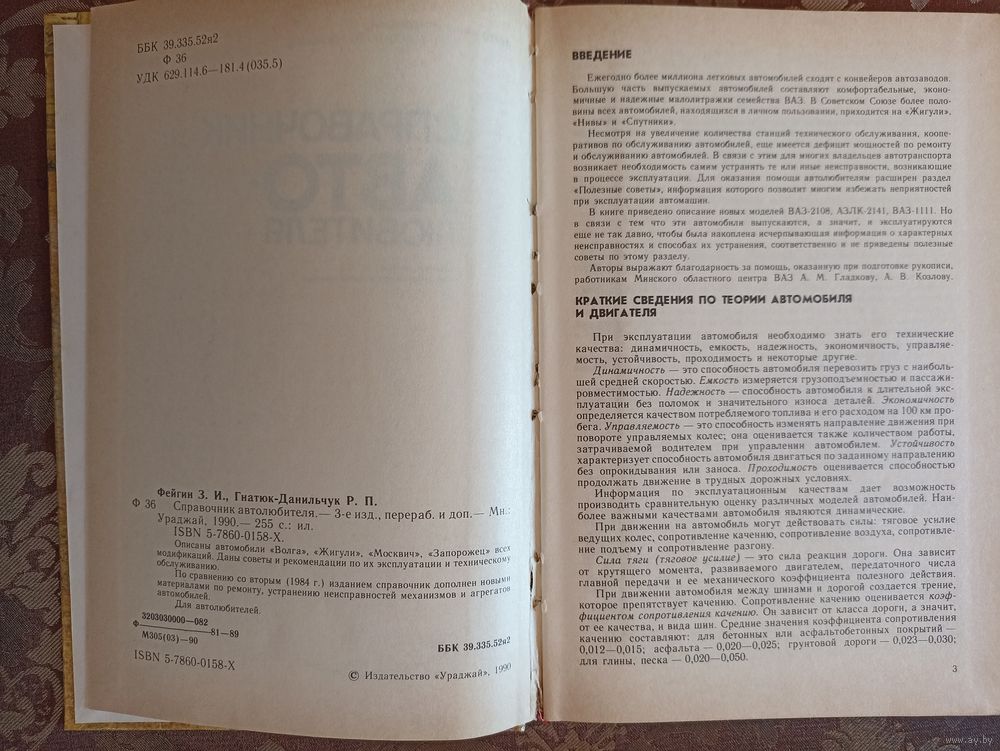 ББК 39.335.52я2
Ф 36
УДК 629.114.6—181.4 (035.5)
Фейгин З. И., Гнатюк-Данильчук Р. П.
Ф 36 Справочник автолюбителя.— 3-е изд., перераб. и доп.— Мн.:
Ураджай, 1990.— 255 с.: ил.
ISBN 5-7860-0158-X.
Описаны автомобили «Волга», «Жигули», «Москвич», «Запорожец» всех
модификаций. Даны советы и рекомендации по их эксплуатации и техническому
обслуживанию.
По сравнению со вторым (1984 г.) изданием справочник дополнен новыми
материалами по ремонту, устранению неисправностей механизмов и агрегатов
автомобилей.
Для автолюбителей.
3203030000—082
Ф 81—89
М305(03)—90
ББК 39.335.52я2
ISBN 5-7860-0158-X
© Издательство «Ураджай», 1990
ВВЕДЕНИЕ
Ежегодно более миллиона легковых автомобилей сходят с конвейеров автозаводов.
Большую часть выпускаемых автомобилей составляют комфортабельные, эконо-
мичные и надежные малолитражки семейства ВАЗ. В Советском Союзе более поло-
вины всех автомобилей, находящихся в личном пользовании, приходится на «Жигули»,
«Нивы» и «Спутники».
Несмотря на увеличение количества станций технического обслуживания, кооперативов
по обслуживанию автомобилей, еще имеется дефицит мощностей по ремонту
и обслуживанию автомобилей. В связи с этим для многих владельцев автотранспорта
возникает необходимость самим устранять те или иные неисправности, возникающие
в процессе эксплуатации. Для оказания помощи автолюбителям расширен раздел
«Полезные советы», информация которого позволит многим избежать неприятностей
при эксплуатации автомашин.
В книге приведено описание новых моделей ВАЗ-2108, АЗЛК-2141, ВАЗ-1111. Но
в связи с тем что эти автомобили выпускаются, а значит, и эксплуатируются
еще не так давно, чтобы была накоплена исчерпывающая информация о характерных
неисправностях и способах их устранения, соответственно и не приведены полезные
советы по этому разделу.
Авторы выражают благодарность за помощь, оказанную при подготовке рукописи,
работникам Минского областного центра ВАЗ А. М. Гладкову, А. В. Козлову.
КРАТКИЕ СВЕДЕНИЯ ПО ТЕОРИИ АВТОМОБИЛЯ
И ДВИГАТЕЛЯ
При эксплуатации автомобиля необходимо знать его технические
качества: динамичность, емкость, надежность, экономичность, управляе-
мость, устойчивость, проходимость и некоторые другие.
Динамичность — это способность автомобиля перевозить груз с наиболь-
шей средней скоростью. Емкость измеряется грузоподъемностью и пассажи-
ровместимостью. Надежность — способность автомобиля к длительной экс-
плуатации без поломок и значительного износа деталей. Экономичность
определяется качеством потребляемого топлива и его расходом на 100 км про-
бега. Управляемость — это способность изменять направление движения при
повороте управляемых колес; она оценивается также количеством работы,
затрачиваемой водителем при управлении автомобилем. Устойчивость
характеризует способность автомобиля двигаться по заданному направлению
без опрокидывания или заноса. Проходимость оценивается способностью
продолжать движение в трудных дорожных условиях.
Информация по эксплуатационным качествам дает возможность
производить сравнительную оценку различных моделей автомобилей. Наи-
более важными качествами автомобиля являются динамические.
При движении на автомобиль могут действовать силы: тяговое усилие
ведущих колес, сопротивление качению, сопротивление воздуха, сопротивле-
ние подъему и сопротивление разгону.
Сила тяги (тяговое усилие) — это сила реакции дороги. Она зависит
от крутящего момента, развиваемого двигателем, передаточного числа
главной передачи и ее механического коэффициента полезного действия.
При движении автомобиля между шинами и дорогой создается трение,
которое препятствует качению. Сопротивление качению оценивается коэф-
фициентом сопротивления качению. Он зависит от класса дороги, а значит,
от ее качества, и вида шин. Средние значения коэффициента сопротивления
качению составляют: для бетонных или асфальтобетонных покрытий —
0,012—0,015; асфальта — 0,020—0,025; грунтовой дороги — 0,023—0,030;
для глины, песка — 0,020—0,050.
3
www.ay.by